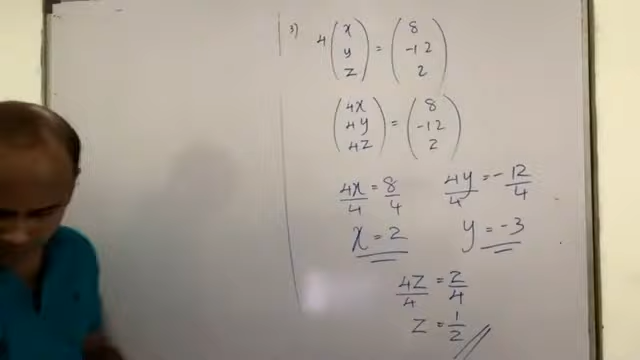 3) 4 ( x y z ) = ( 8 -12 2 )
( 4x 4y 4z ) = ( 8 -12 2 )
4x/4 = 8/4    4y/4 = -12/4
x = 2    y = -3
4z/4 = 2/4
z = 1/2